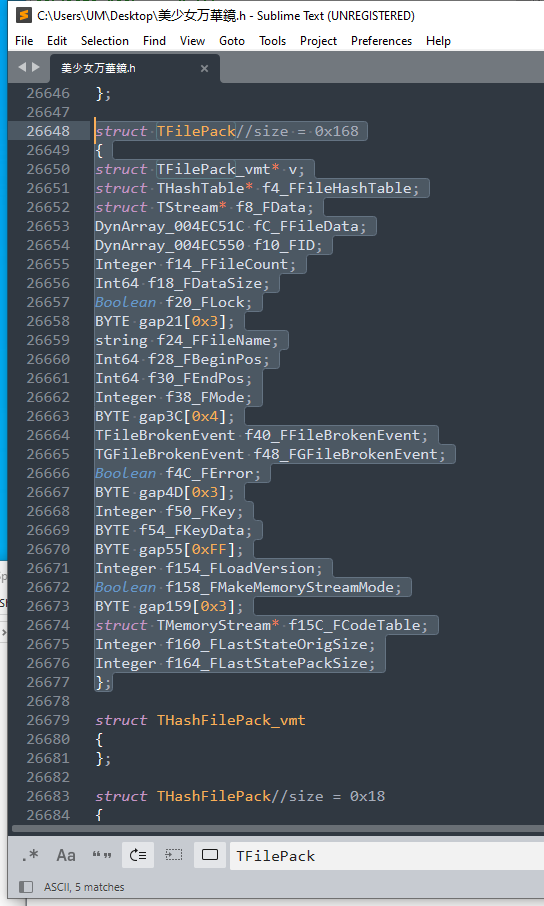 C:\Users\UM\Desktop\美少女万華鏡.h - Sublime Text (UNREGISTERED)
File Edit Selection Find View Goto Tools Project Preferences Help
美少女万華鏡.h ×
26646 };
26647
26648 struct TFilePack//size = 0x168
26649 {
26650 struct TFilePack_vmt* v;
26651 struct THashTable* f4_FFileHashTable;
26652 struct TStream* f8_FData;
26653 DynArray_004EC51C fC_FFileData;
26654 DynArray_004EC550 f10_FID;
26655 Integer f14_FFileCount;
26656 Int64 f18_FDataSize;
26657 Boolean f20_FLock;
26658 BYTE gap21[0x3];
26659 string f24_FFileName;
26660 Int64 f28_FBeginPos;
26661 Int64 f30_FEndPos;
26662 Integer f38_FMode;
26663 BYTE gap3C[0x4];
26664 TFileBrokenEvent f40_FFileBrokenEvent;
26665 TGFileBrokenEvent f48_FGFileBrokenEvent;
26666 Boolean f4C_FError;
26667 BYTE gap4D[0x3];
26668 Integer f50_FKey;
26669 BYTE f54_FKeyData;
26670 BYTE gap55[0xFF];
26671 Integer f154_FLoadVersion;
26672 Boolean f158_FMakeMemoryStreamMode;
26673 BYTE gap159[0x3];
26674 struct TMemoryStream* f15C_FCodeTable;
26675 Integer f160_FLastStateOrigSize;
26676 Integer f164_FLastStatePackSize;
26677 };
26678
26679 struct THashFilePack_vmt
26680 {
26681 };
26682
26683 struct THashFilePack//size = 0x18
26684 {
.* Aa “” TFilePack
ASCII, 5 matches